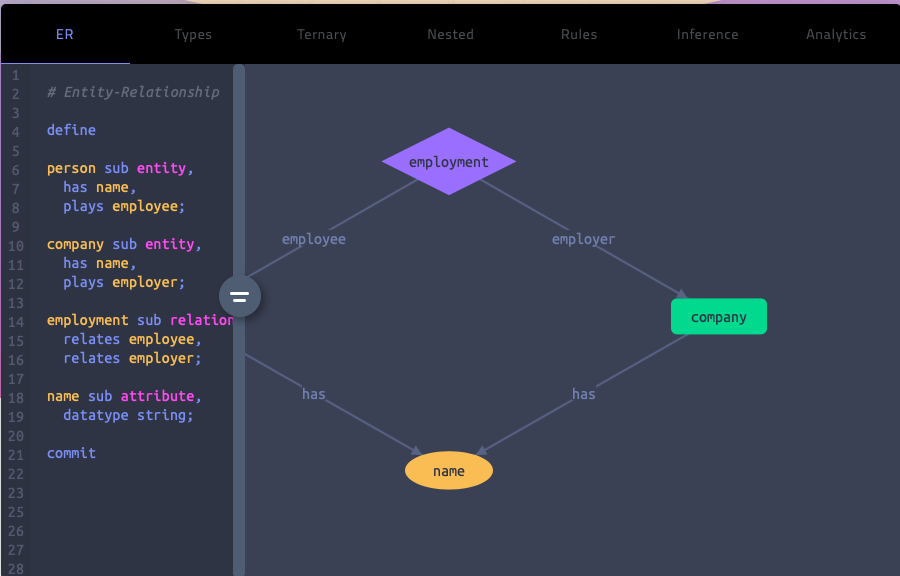 ER Types Ternary Nested Rules Inference Analytics
1
2 # Entity-Relationship
3
4 define
5
6 person sub entity,
7 has name,
8 plays employee;
9
10 company sub entity,
11 has name,
12 plays employer;
13
14 employment sub relation
15 relates employee,
16 relates employer;
17
18 name sub attribute,
19 datatype string;
20
21 commit
22
23
25
26
27
28
employment
employee employer
company
has has
name